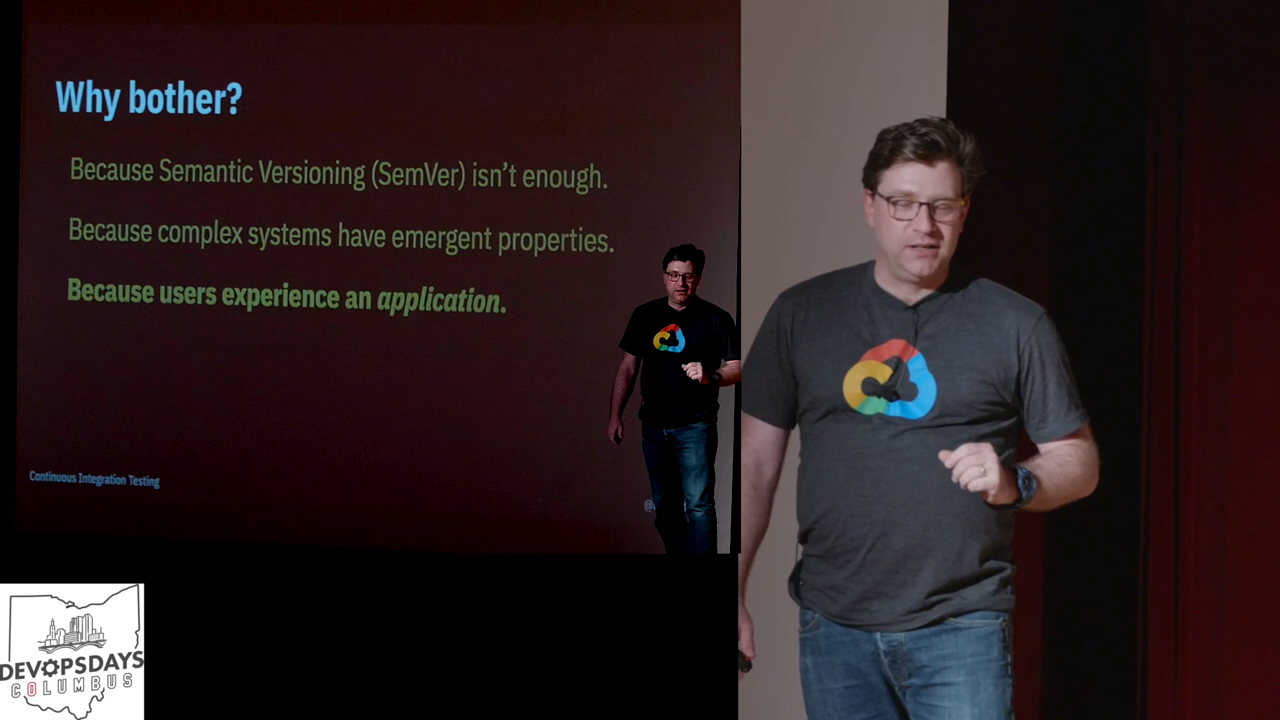 Why bother?
Because Semantic Versioning (SemVer) isn't enough.
Because complex systems have emergent properties.
Because users experience an application.
Continuous Integration Testing
@
DEVOPSDAYS
COLUMBUS